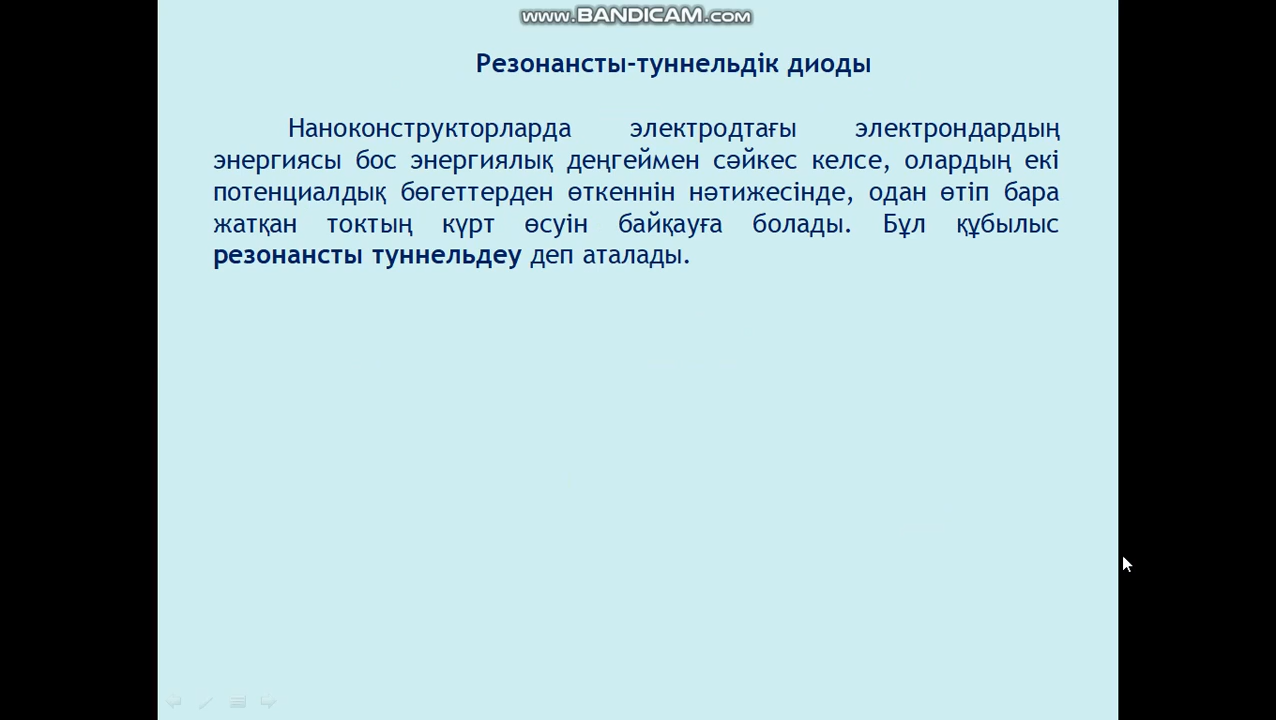 www.BANDICAM.com
Резонансты-туннельдік диоды
Наноконструкторларда электродтағы электрондардың
энергиясы бос энергиялық деңгеймен сәйкес келсе, олардың екі
потенциалдық бөгеттерден өткеннін нәтижесінде, одан өтіп бара
жатқан токтың күрт өсуін байқауға болады. Бұл құбылыс
резонансты туннельдеу деп аталады.